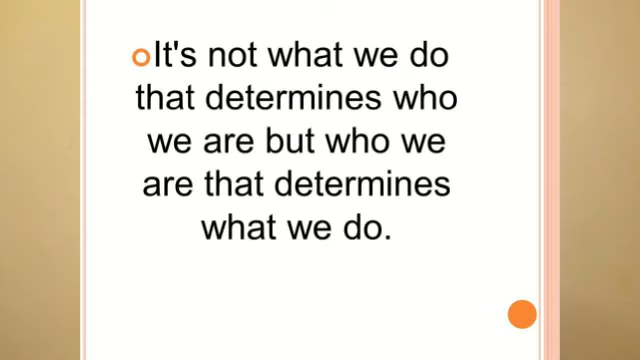 It's not what we do
that determines who
we are but who we
are that determines
what we do.